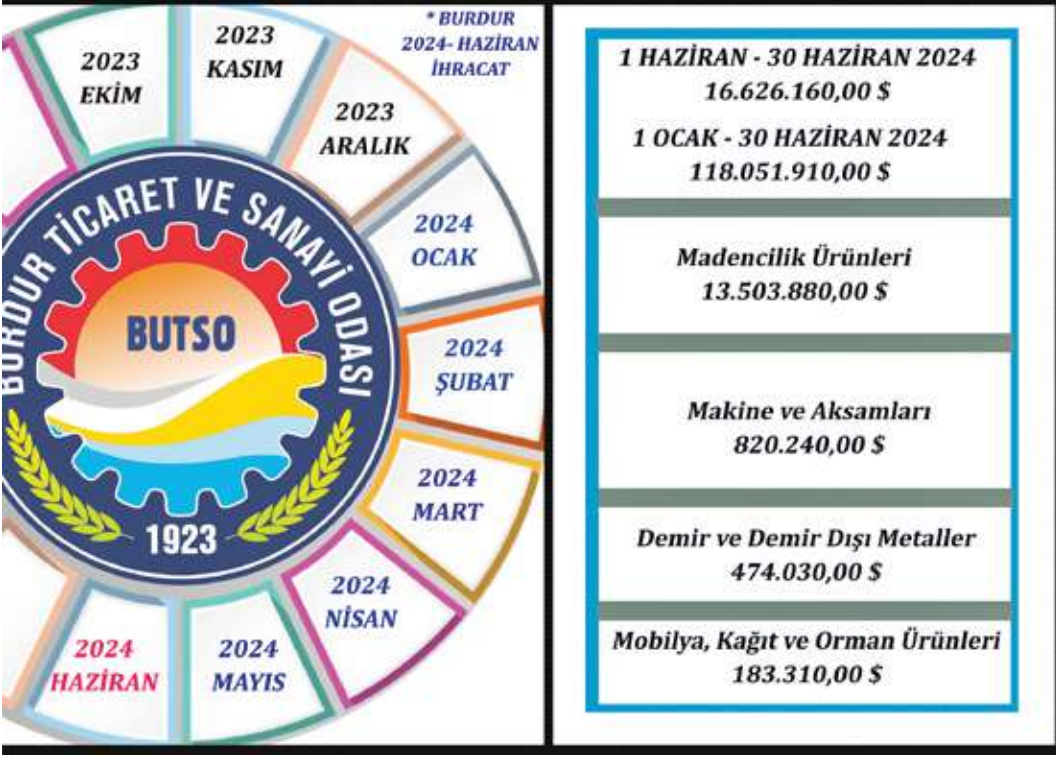 * BURDUR
2024- HAZİRAN
İHRACAT
2023
EKİM
2023
KASIM
2023
ARALIK
2024
OCAK
2024
ŞUBAT
2024
MART
2024
NİSAN
2024
MAYIS
2024
HAZİRAN
BURDUR TİCARET VE SANAYİ ODASI
BUTSO
1923
1 HAZİRAN - 30 HAZİRAN 2024
16.626.160,00 $
1 OCAK - 30 HAZİRAN 2024
118.051.910,00 $
Madencilik Ürünleri
13.503.880,00 $
Makine ve Aksamları
820.240,00 $
Demir ve Demir Dışı Metaller
474.030,00 $
Mobilya, Kağıt ve Orman Ürünleri
183.310,00 $